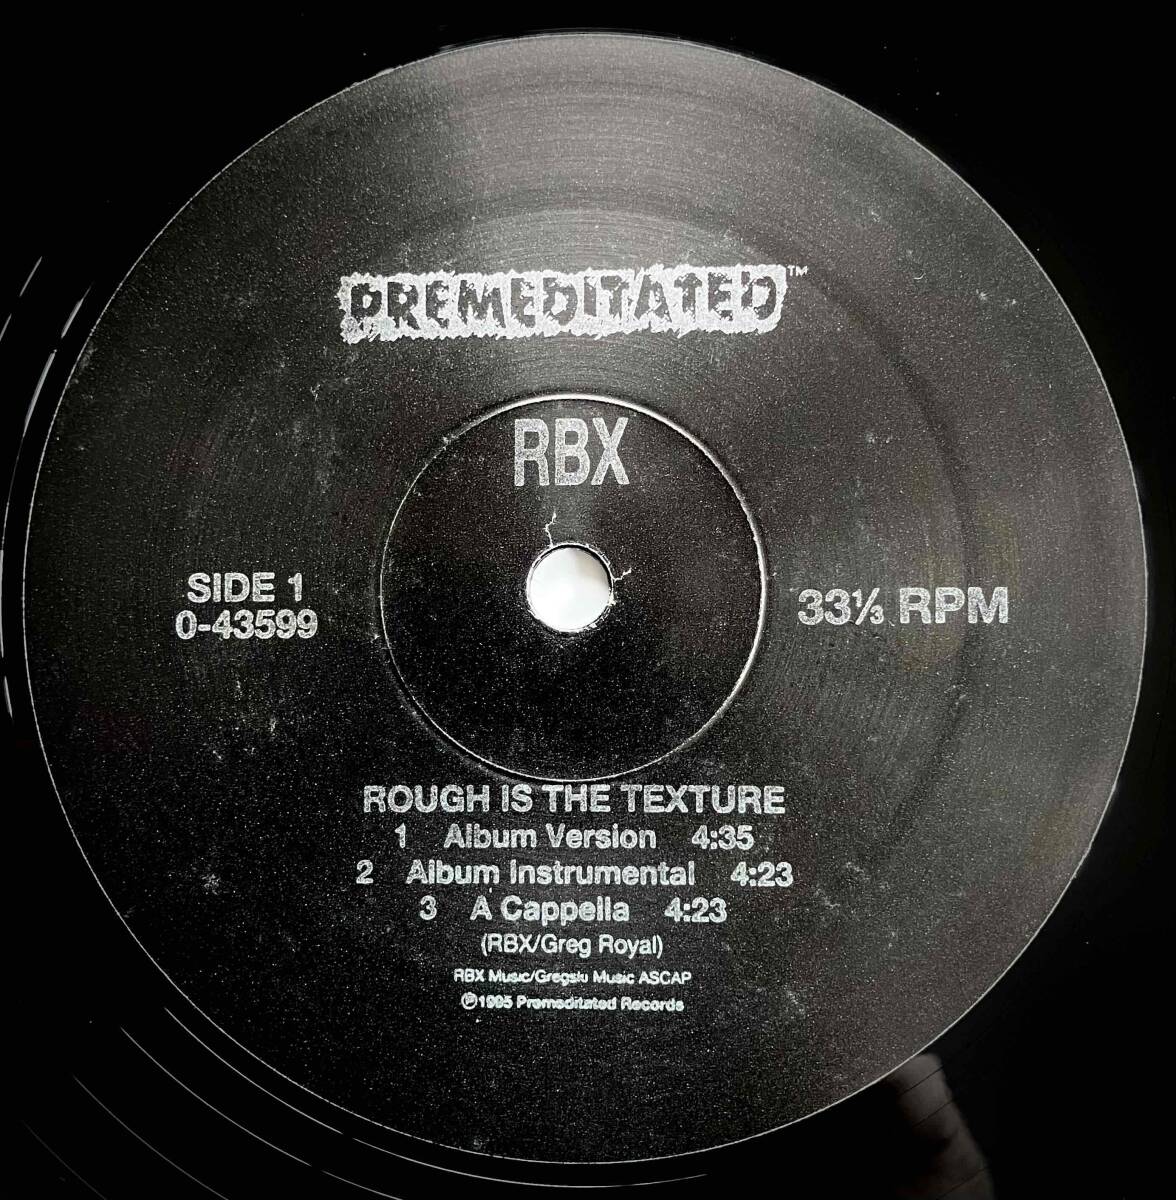 PREMEDITATED™
RBX
SIDE 1
0-43599
33⅓ RPM
ROUGH IS THE TEXTURE
1 Album Version 4:35
2 Album Instrumental 4:23
3 A Cappella 4:23
(RBX/Greg Royal)
RBX Music/Gregslu Music ASCAP
℗1995 Premeditated Records